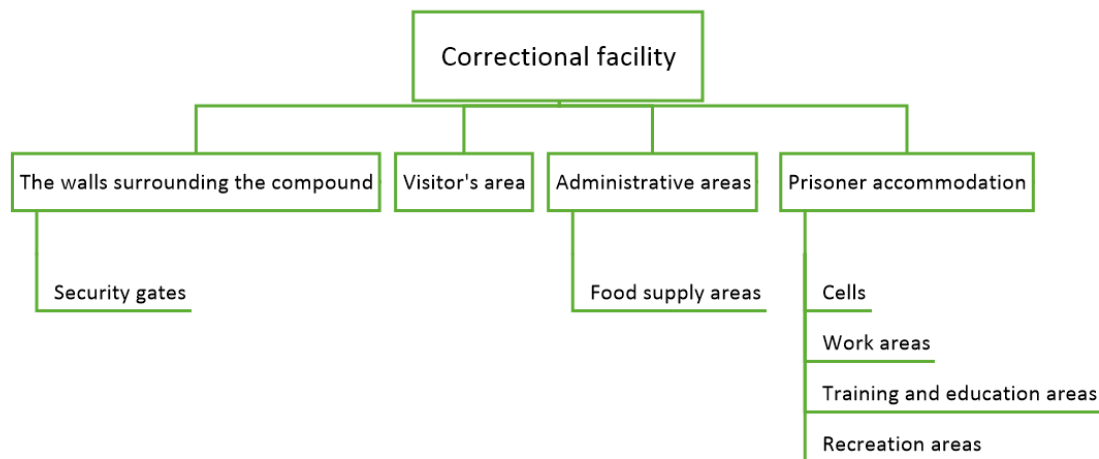 Correctional facility
The walls surrounding the compound
Visitor's area
Administrative areas
Prisoner accommodation
Security gates
Food supply areas
Cells
Work areas
Training and education areas
Recreation areas